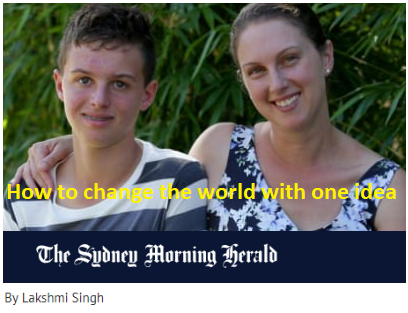 How to change the world with one idea
The Sydney Morning Herald
By Lakshmi Singh